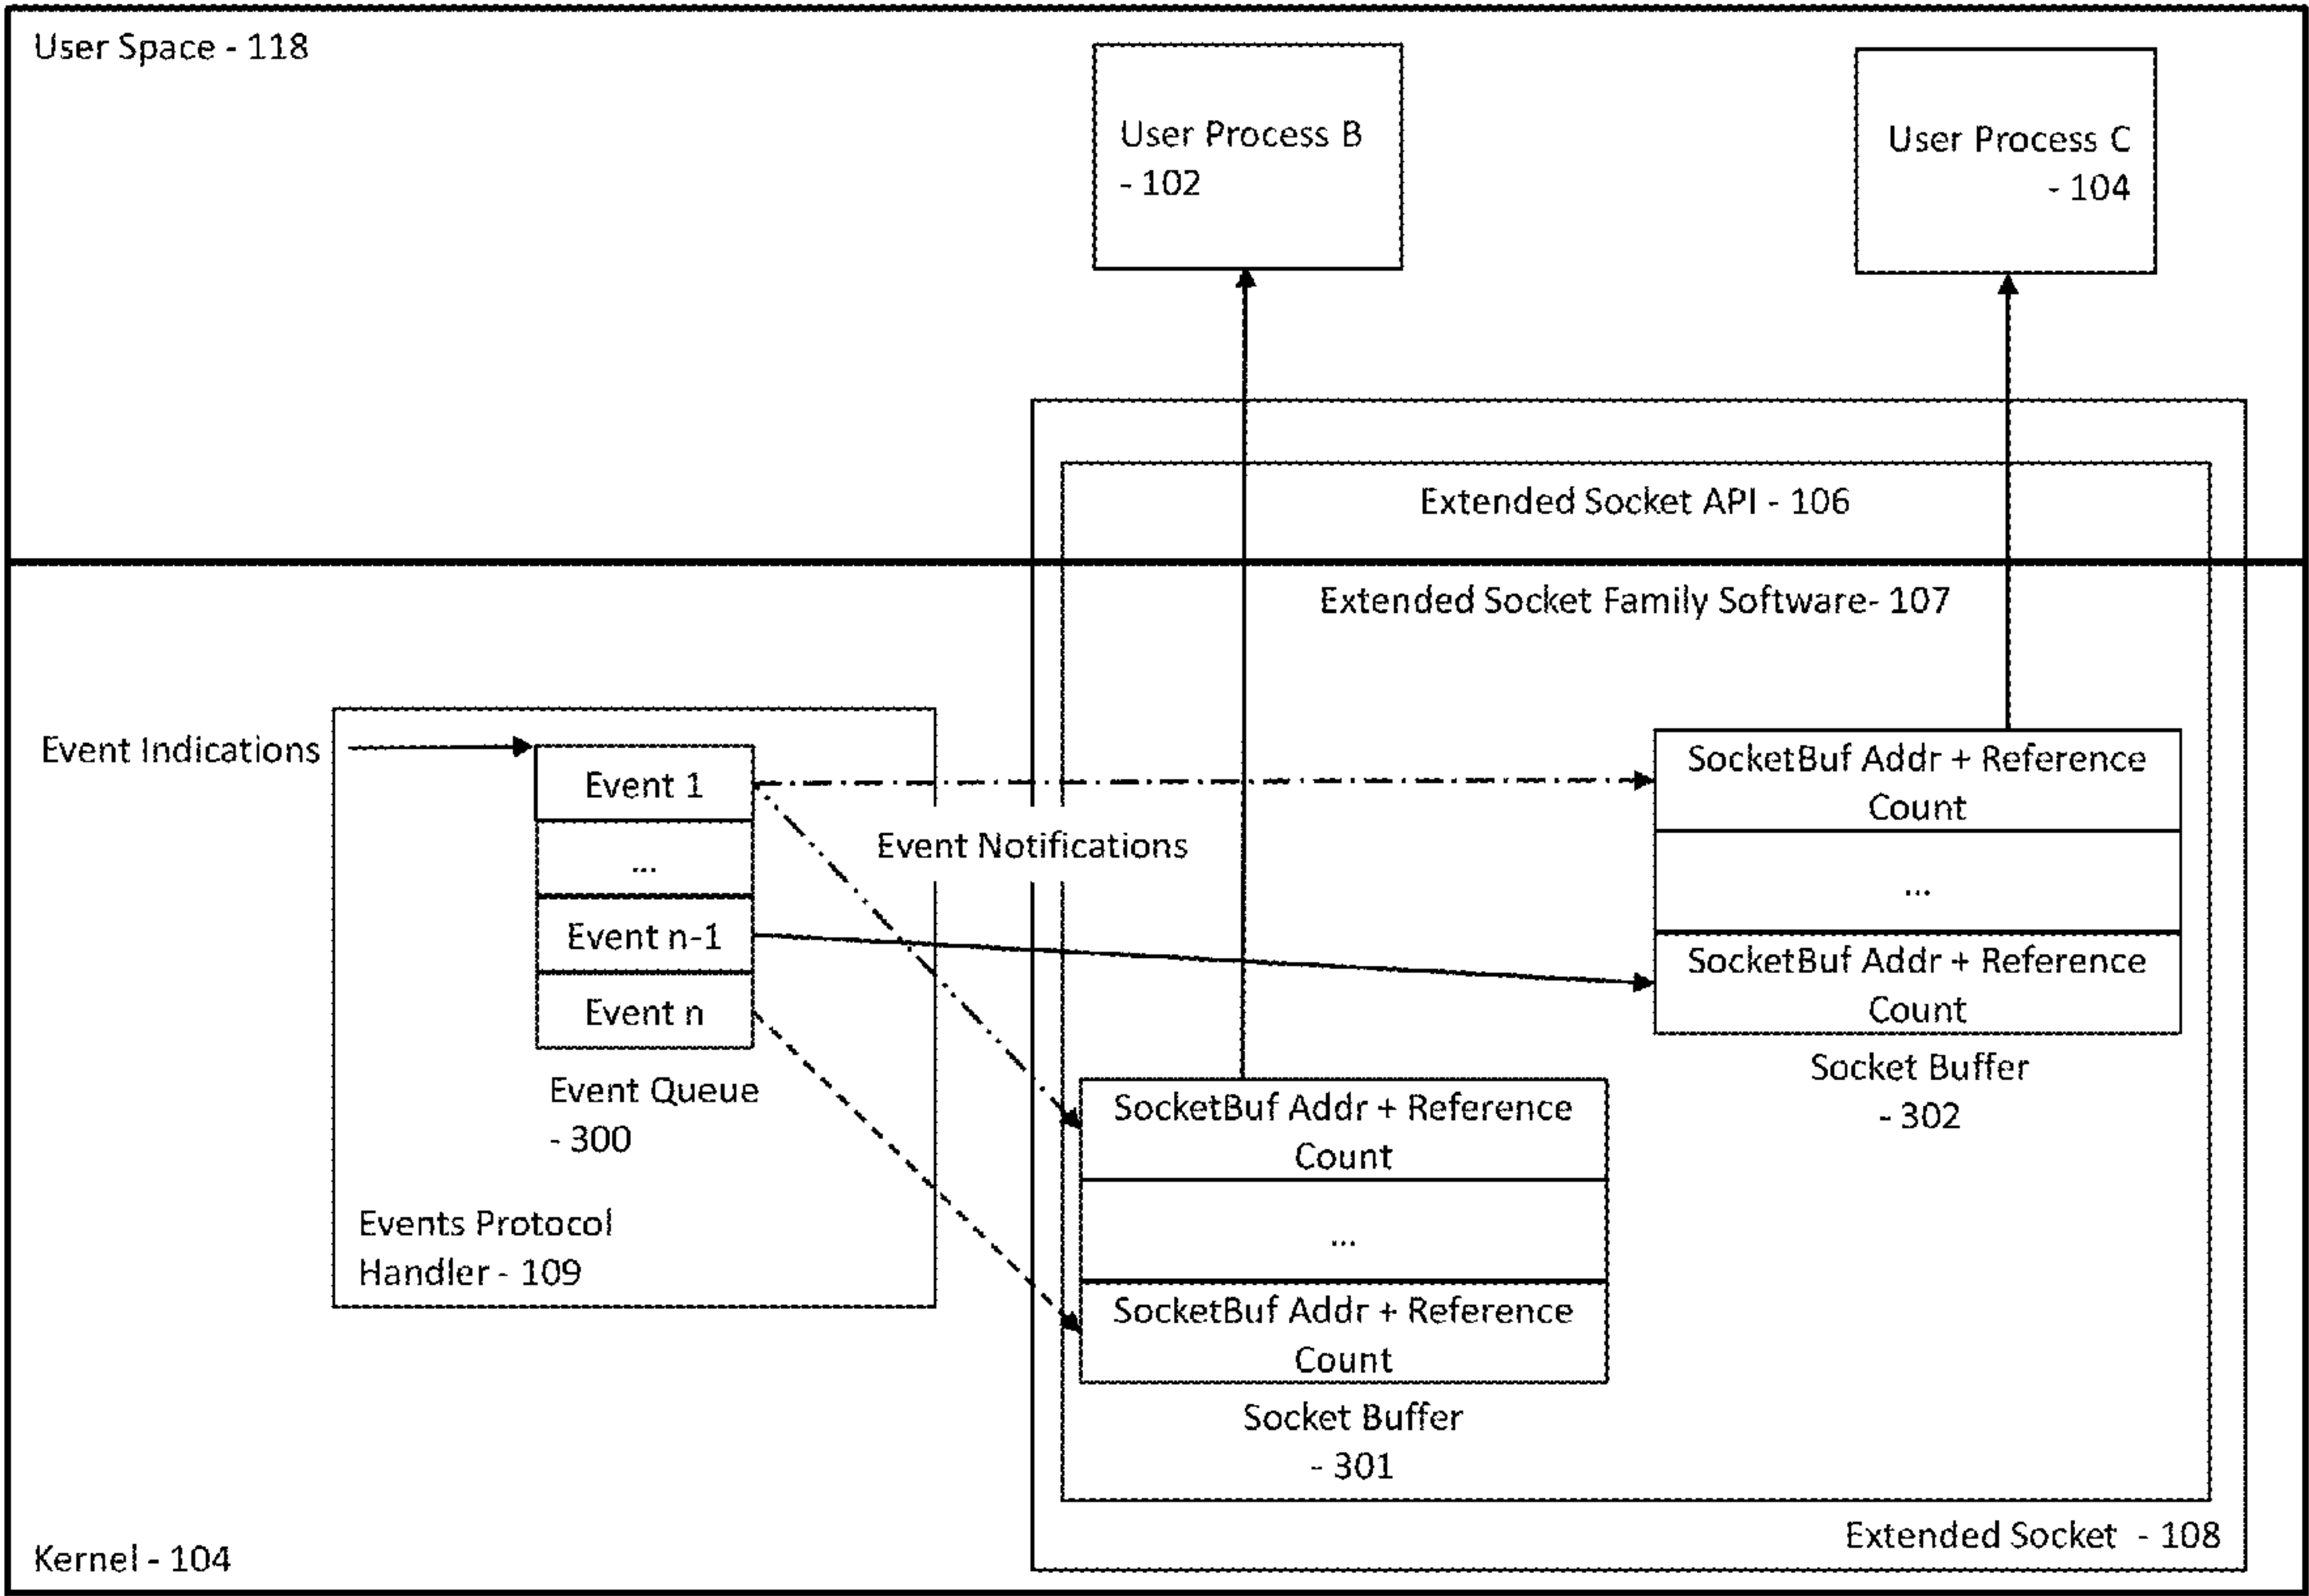 User Space - 118
User Process B
- 102
User Process C
- 104
Extended Socket API - 106
Extended Socket Family Software- 107
Event Indications
Event 1
...
Event n-1
Event n
Event Queue
- 300
Events Protocol
Handler - 109
Event Notifications
SocketBuf Addr + Reference
Count
...
SocketBuf Addr + Reference
Count
Socket Buffer
- 302
SocketBuf Addr + Reference
Count
...
SocketBuf Addr + Reference
Count
Socket Buffer
- 301
Extended Socket - 108
Kernel - 104